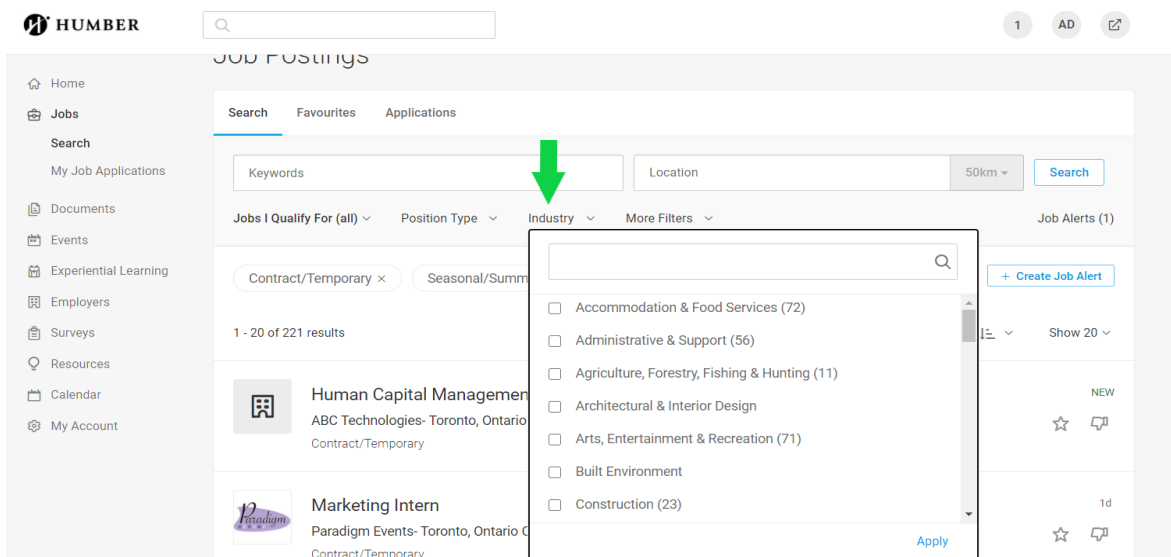 HUMBER
1
AD
Job Postings
Home
Jobs
Search
My Job Applications
Documents
Events
Experiential Learning
Employers
Surveys
Resources
Calendar
My Account
Search Favourites Applications
Keywords Location 50km Search
Jobs I Qualify For (all) Position Type Industry More Filters Job Alerts (1)
Contract/Temporary × Seasonal/Summ
+ Create Job Alert
Accommodation & Food Services (72)
Administrative & Support (56)
Agriculture, Forestry, Fishing & Hunting (11)
Architectural & Interior Design
Arts, Entertainment & Recreation (71)
Built Environment
Construction (23)
Apply
1 - 20 of 221 results Show 20
Human Capital Managemen
NEW
ABC Technologies- Toronto, Ontario
Contract/Temporary
Paradigm
Marketing Intern
1d
Paradigm Events- Toronto, Ontario C
Contract/Temporary